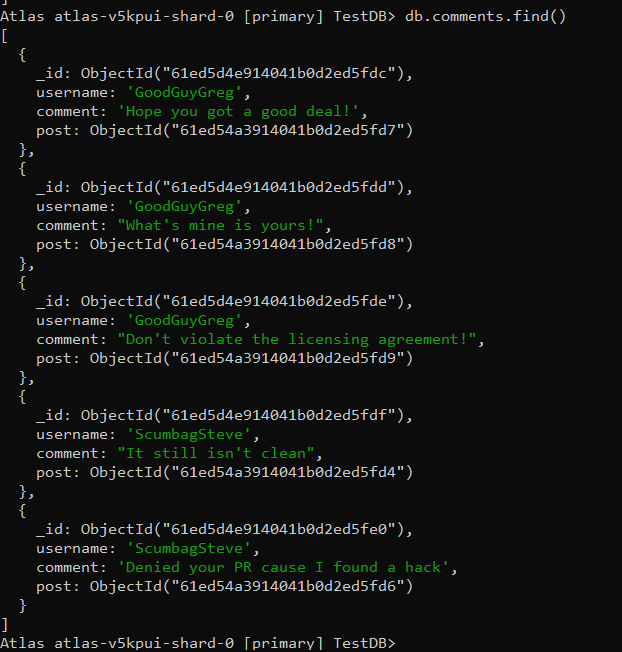 Atlas atlas-v5kpui-shard-0 [primary] TestDB> db.comments.find()
[
  {
    _id: ObjectId("61ed5d4e914041b0d2ed5fdc"),
    username: 'GoodGuyGreg',
    comment: 'Hope you got a good deal!',
    post: ObjectId("61ed54a3914041b0d2ed5fd7")
  },
  {
    _id: ObjectId("61ed5d4e914041b0d2ed5fdd"),
    username: 'GoodGuyGreg',
    comment: "What's mine is yours!",
    post: ObjectId("61ed54a3914041b0d2ed5fd8")
  },
  {
    _id: ObjectId("61ed5d4e914041b0d2ed5fde"),
    username: 'GoodGuyGreg',
    comment: "Don't violate the licensing agreement!",
    post: ObjectId("61ed54a3914041b0d2ed5fd9")
  },
  {
    _id: ObjectId("61ed5d4e914041b0d2ed5fdf"),
    username: 'ScumbagSteve',
    comment: "It still isn't clean",
    post: ObjectId("61ed54a3914041b0d2ed5fd4")
  },
  {
    _id: ObjectId("61ed5d4e914041b0d2ed5fe0"),
    username: 'ScumbagSteve',
    comment: 'Denied your PR cause I found a hack',
    post: ObjectId("61ed54a3914041b0d2ed5fd6")
  }
]
Atlas atlas-v5kpui-shard-0 [primary] TestDB>